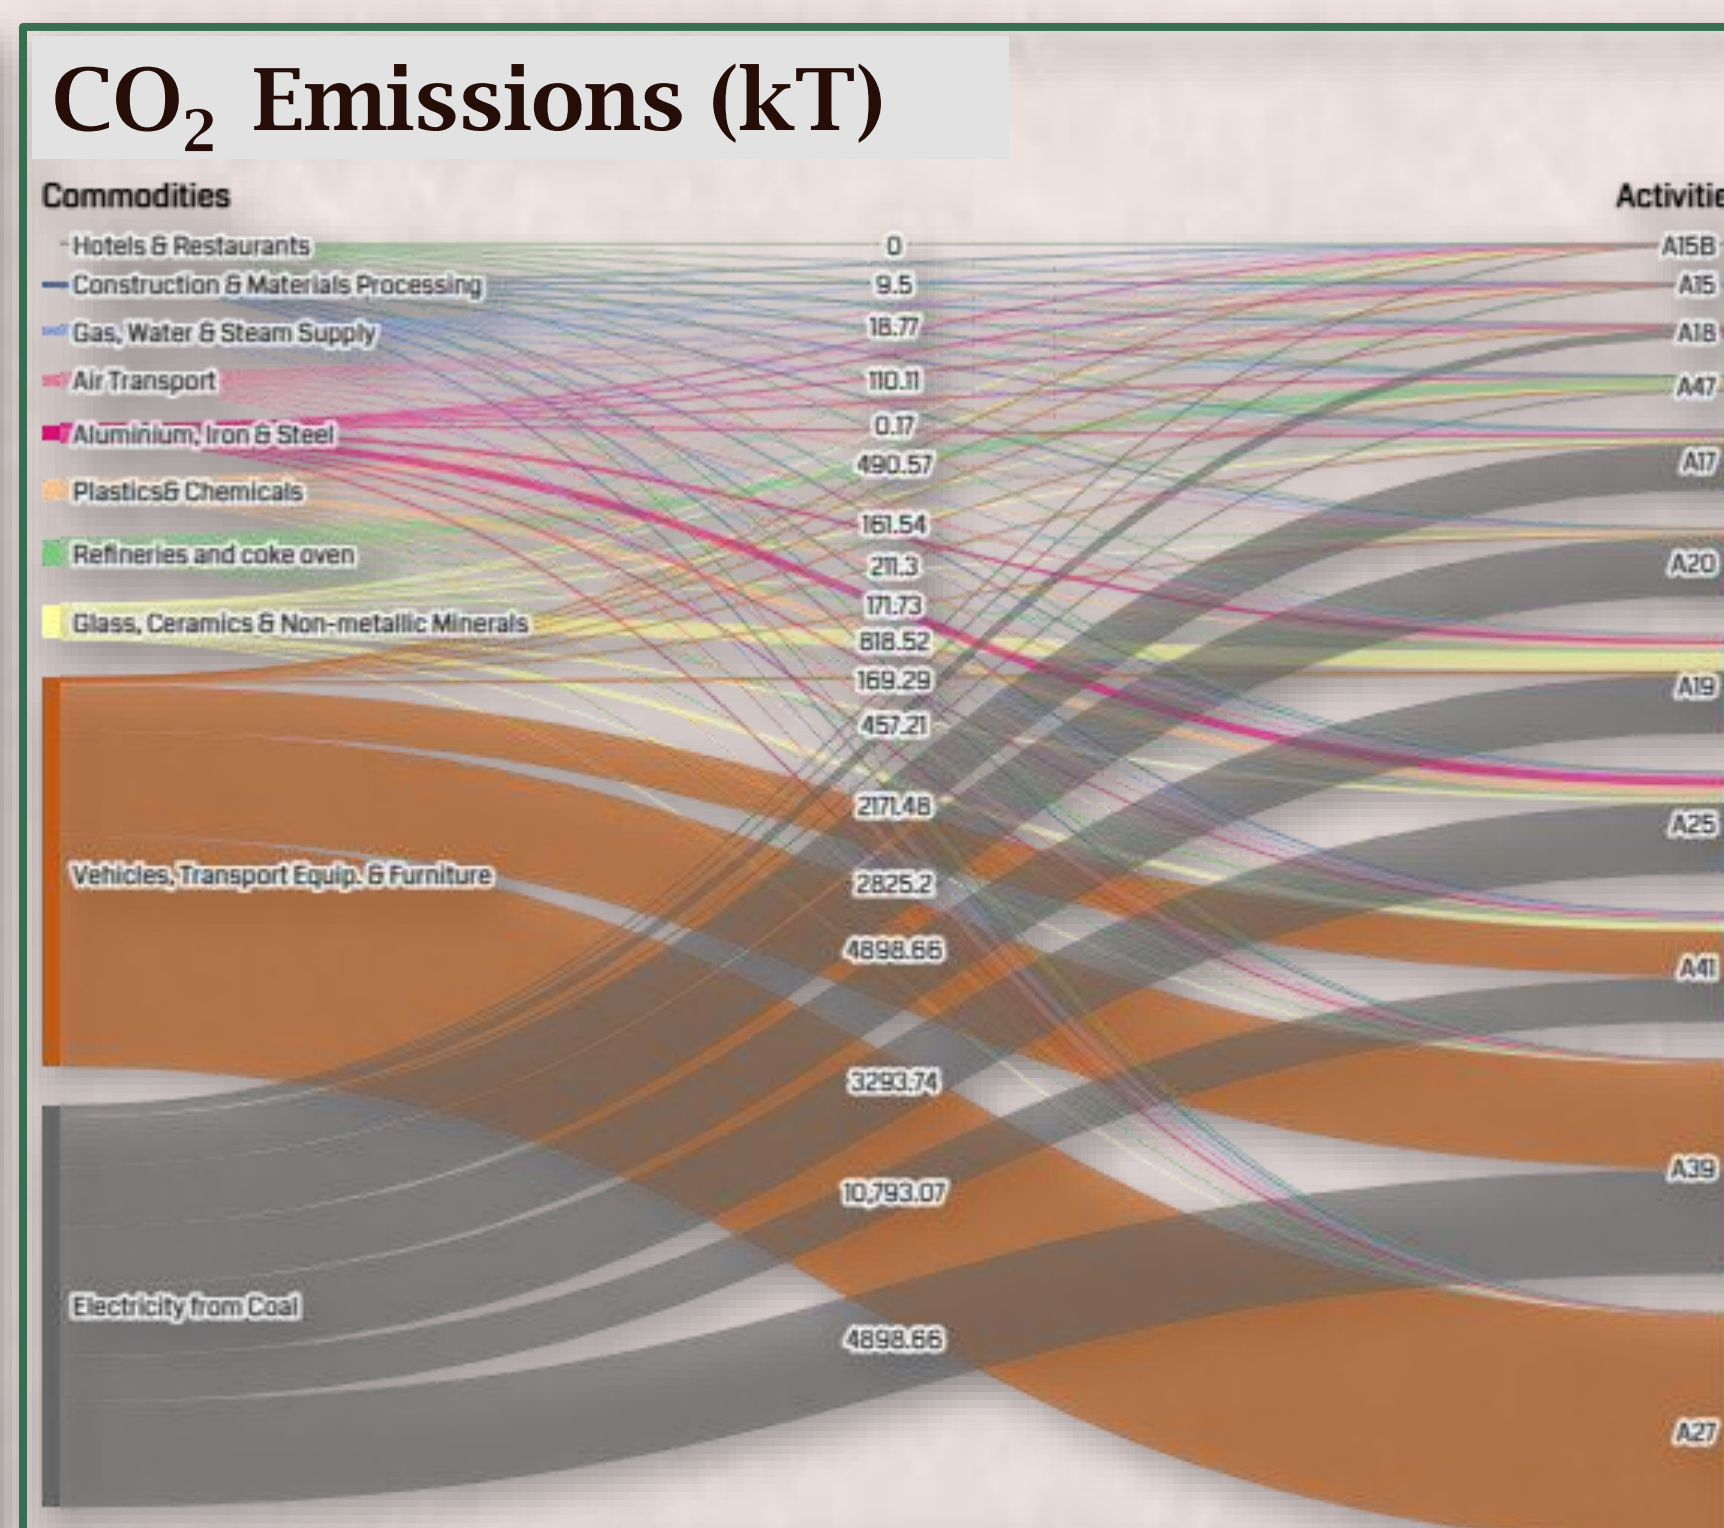 CO₂ Emissions (kT)
Commodities
Activitie
Hotels & Restaurants
Construction & Materials Processing
Gas, Water & Steam Supply
Air Transport
Aluminium, Iron & Steel
Plastics& Chemicals
Refineries and coke oven
Glass, Ceramics & Non-metallic Minerals
Vehicles, Transport Equip. & Furniture
Electricity from Coal
0
9.5
18.77
110.11
0.17
490.57
161.54
211.3
171.73
818.52
169.29
457.21
2171.48
2825.2
4898.66
3293.74
10,793.07
4898.66
A15B
A15
A18
A47
A17
A20
A19
A25
A41
A39
A27